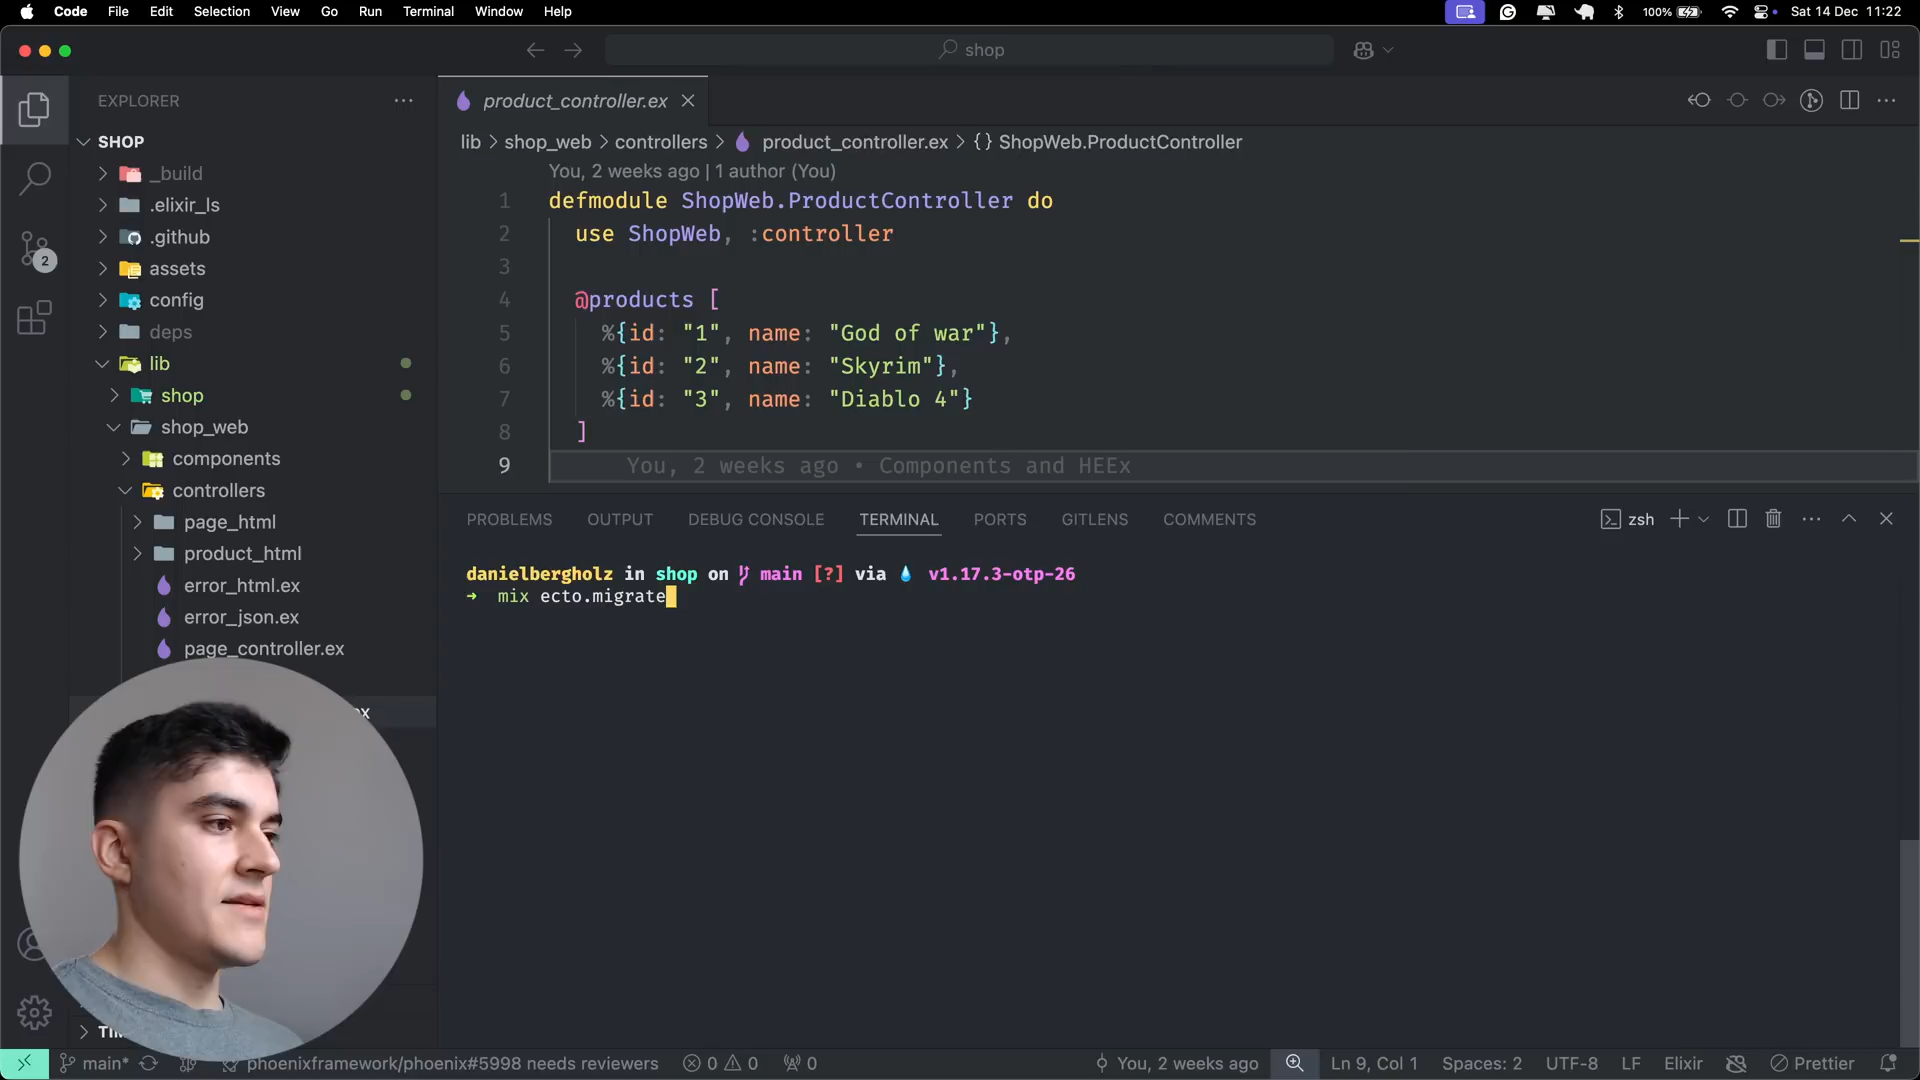 Code File Edit Selection View Go Run Terminal Window Help 100% Sat 14 Dec 11:22
shop
EXPLORER
SHOP
_build
.elixir_ls
.github
assets
config
deps
lib
shop
shop_web
components
controllers
page_html
product_html
error_html.ex
error_json.ex
page_controller.ex
2
product_controller.ex
lib > shop_web > controllers > product_controller.ex > {} ShopWeb.ProductController
You, 2 weeks ago | 1 author (You)
1 defmodule ShopWeb.ProductController do
2 use ShopWeb, :controller
3
4 @products [
5 %{id: "1", name: "God of war"},
6 %{id: "2", name: "Skyrim"},
7 %{id: "3", name: "Diablo 4"}
8 ]
9 You, 2 weeks ago • Components and HEEx
PROBLEMS OUTPUT DEBUG CONSOLE TERMINAL PORTS GITLENS COMMENTS zsh
danielbergholz in shop on main [?] via v1.17.3-otp-26
➜ mix ecto.migrate
main* phoenixframework/phoenix#5998 needs reviewers 0 0 0 You, 2 weeks ago Ln 9, Col 1 Spaces: 2 UTF-8 LF Elixir Prettier